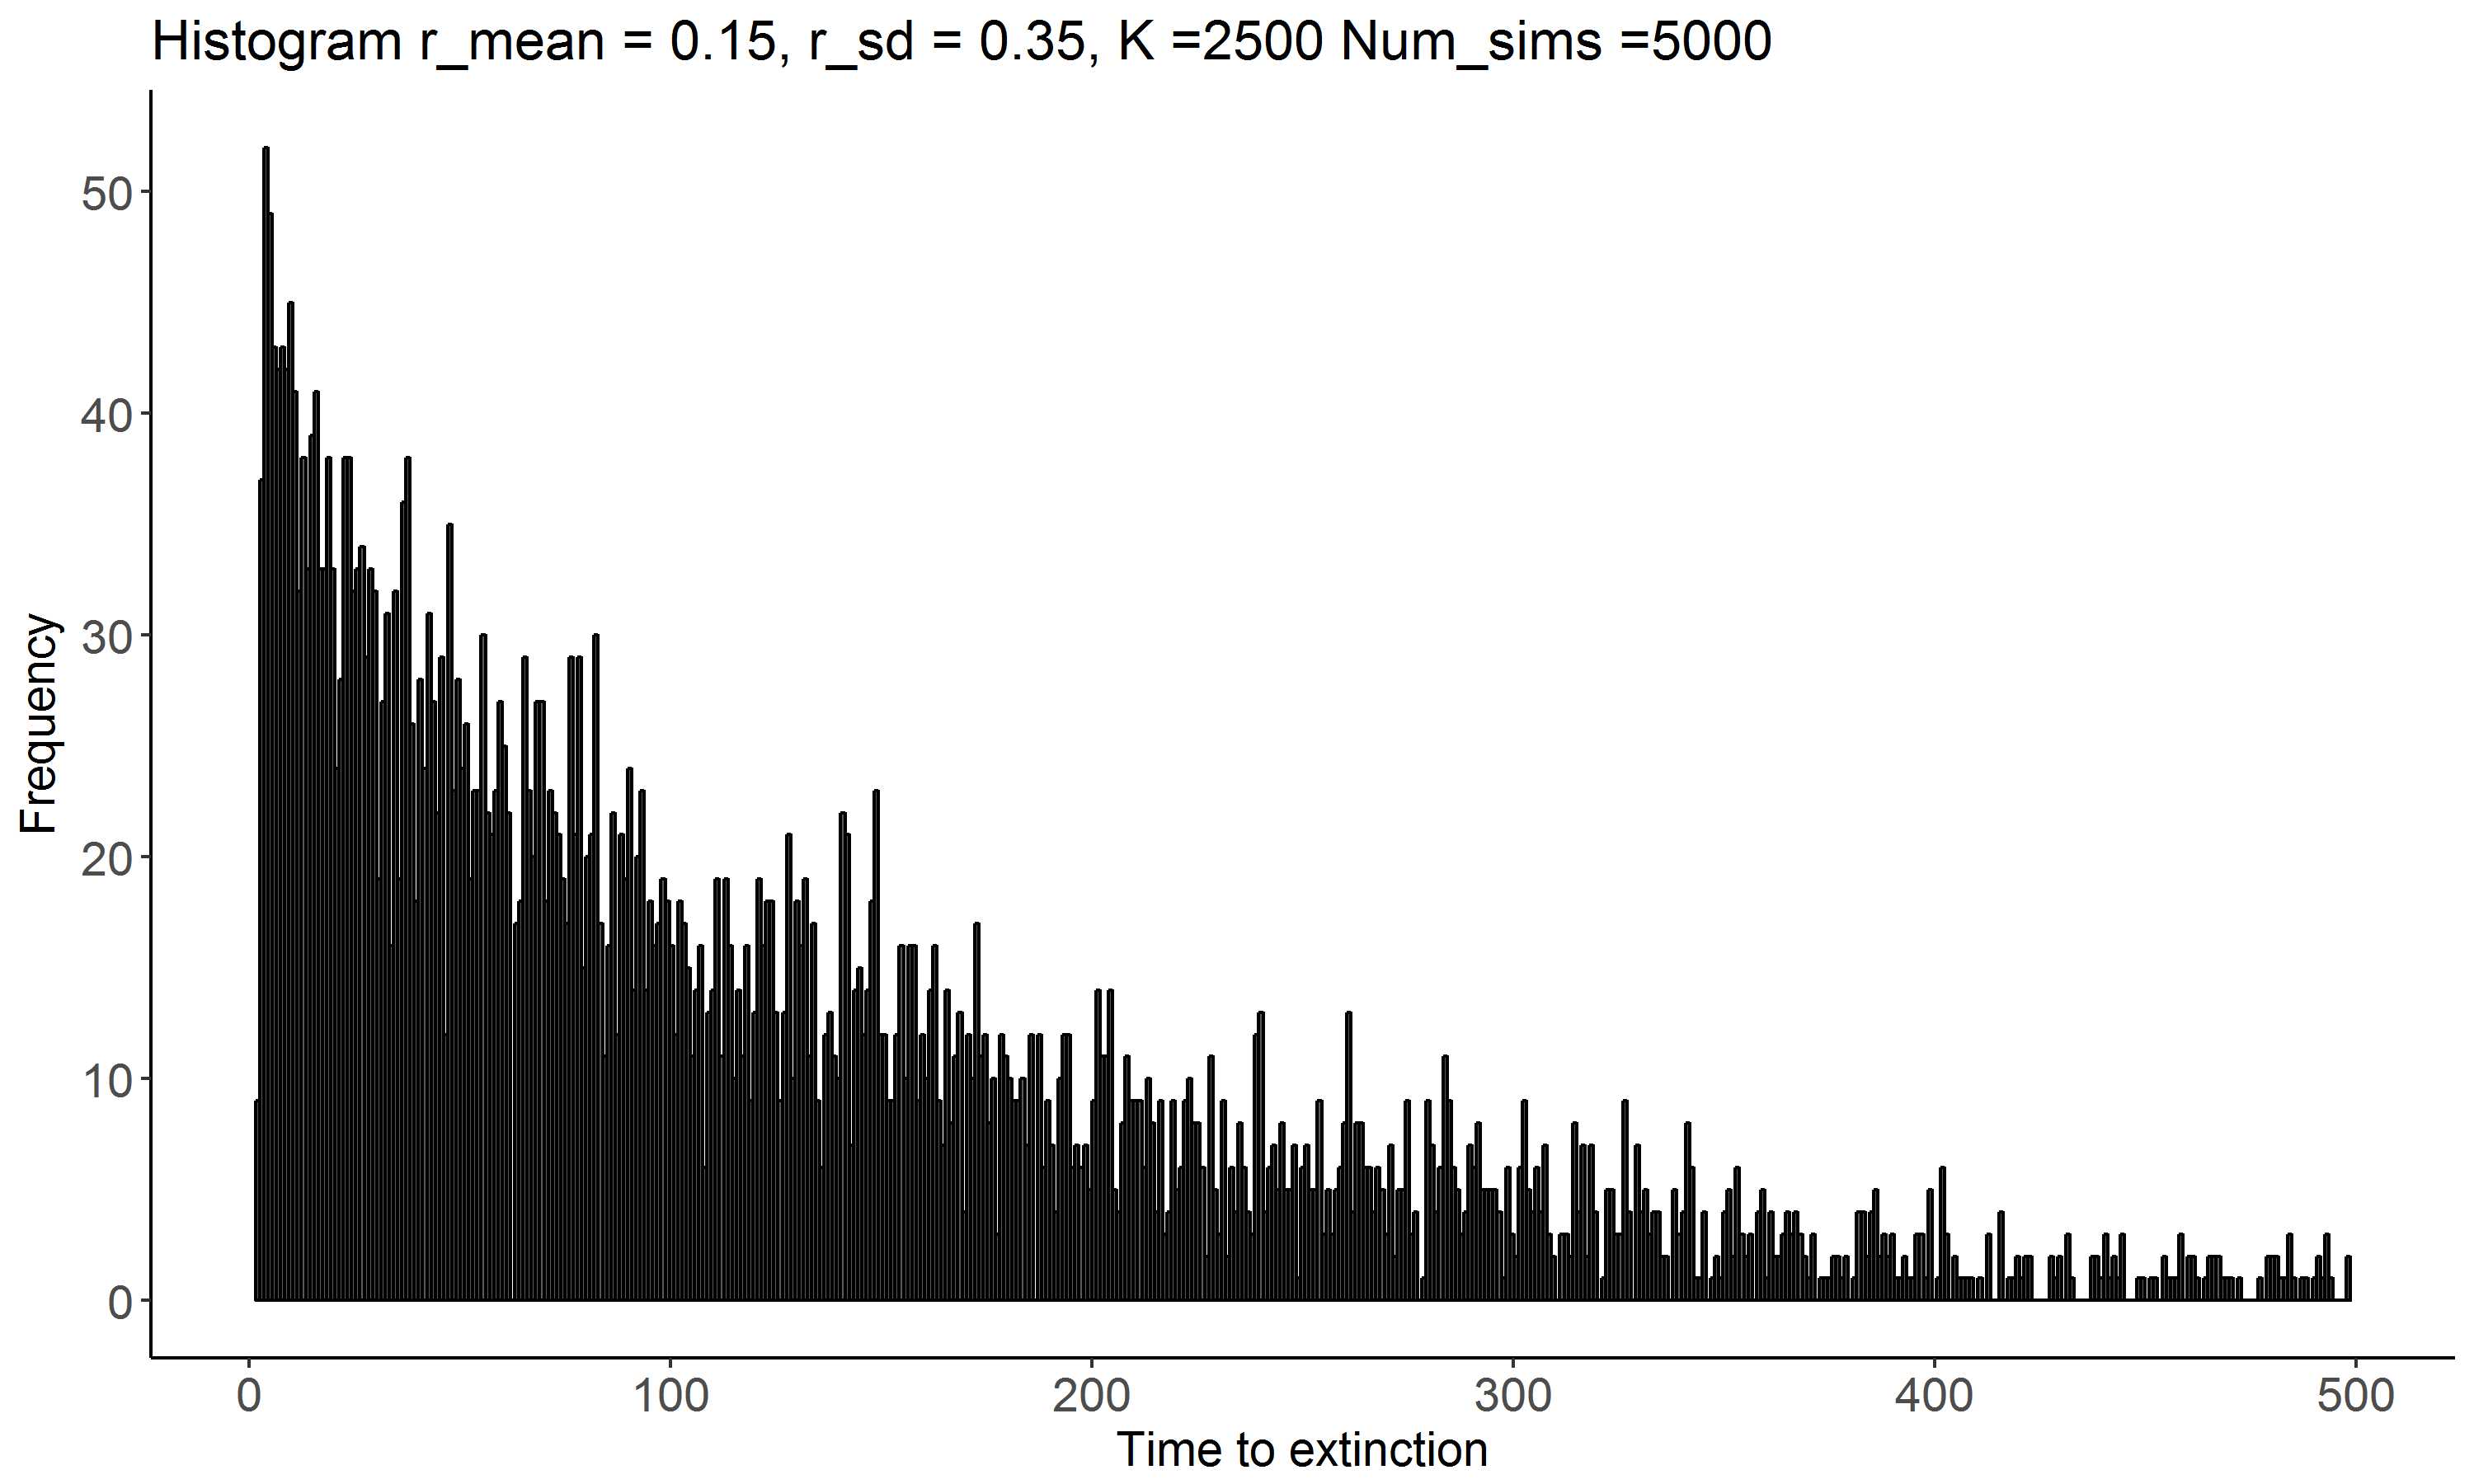 Histogram r_mean = 0.15, r_sd = 0.35, K =2500 Num_sims =5000
50
40
30
20
10
0
Frequency
0 100 200 300 400 500
Time to extinction